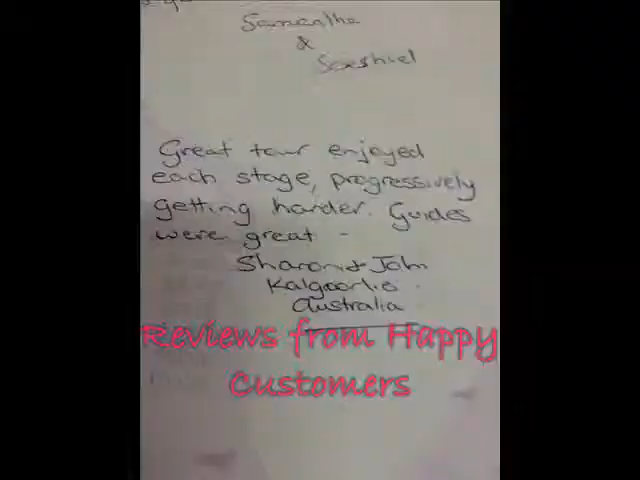 Samantha
&
Great tour enjoyed
each stage, progressively
getting harder. Guides
were great -
Sharon & John
Kalgoorlie
Australia
Reviews from Happy
Customers